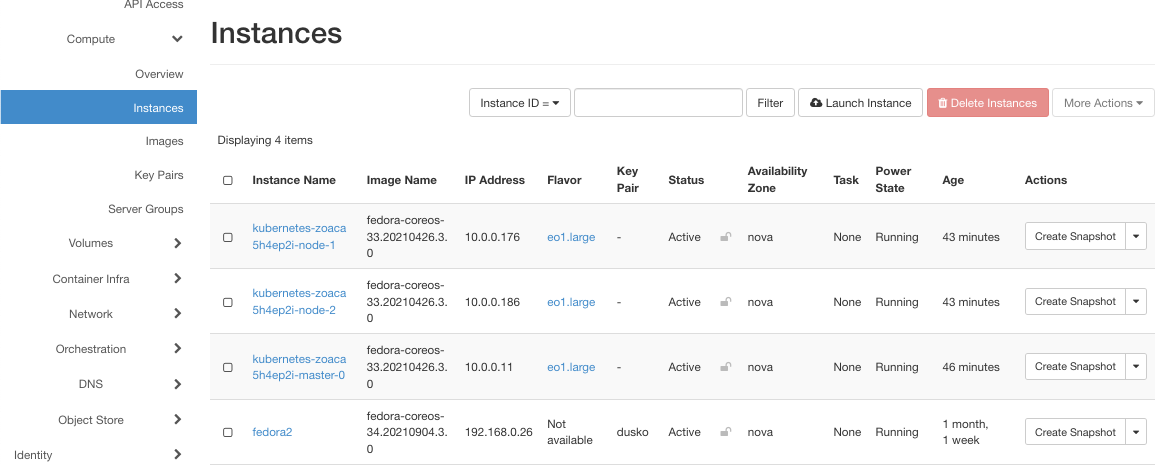 API Access
Compute
Overview
Instances
Images
Key Pairs
Server Groups
Volumes
Container Infra
Network
Orchestration
DNS
Object Store
Identity
Instances
Instance ID = Filter Launch Instance Delete Instances More Actions
Displaying 4 items
Instance Name Image Name IP Address Flavor Key Pair Status Availability Zone Task Power State Age Actions
kubernetes-zoaca
5h4ep2i-node-1
fedora-coreos-
33.20210426.3.
0
10.0.0.176 eo1.large - Active nova None Running 43 minutes Create Snapshot
kubernetes-zoaca
5h4ep2i-node-2
fedora-coreos-
33.20210426.3.
0
10.0.0.186 eo1.large - Active nova None Running 43 minutes Create Snapshot
kubernetes-zoaca
5h4ep2i-master-0
fedora-coreos-
33.20210426.3.
0
10.0.0.11 eo1.large - Active nova None Running 46 minutes Create Snapshot
fedora2
fedora-coreos-
34.20210904.3.
0
192.168.0.26
Not
available
dusko Active nova None Running
1 month,
1 week
Create Snapshot